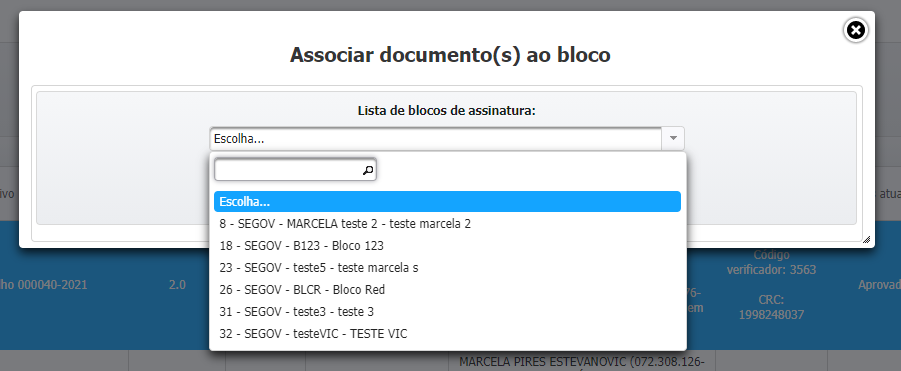 Associar documento(s) ao bloco
Lista de blocos de assinatura:
Escolha...
Escolha...
8 - SEGOV - MARCELA teste 2 - teste marcela 2
18 - SEGOV - B123 - Bloco 123
23 - SEGOV - teste5 - teste marcela s
26 - SEGOV - BLCR - Bloco Red
31 - SEGOV - teste3 - teste 3
32 - SEGOV - testeVIC - TESTE VIC
ivo
atua
ho 000040-2021
2.0
76-
em
Código
verificador: 3563
CRC:
1998248037
Aprovad
MARCELA PIRES ESTEVANOVIC (072.308.126-